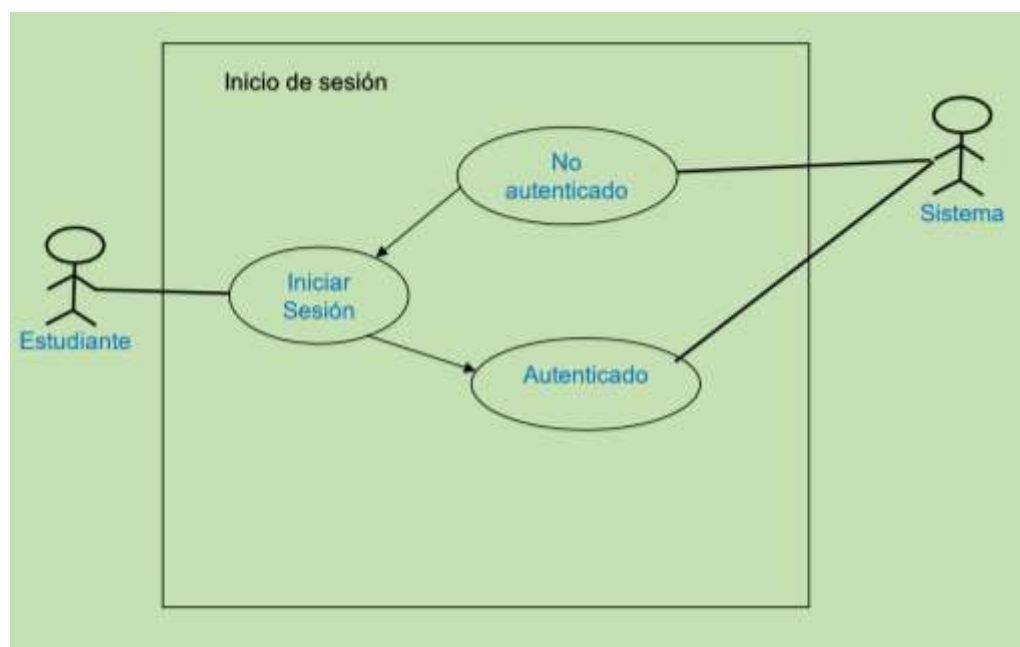 Inicio de sesión
No
autenticado
Sistema
Iniciar
Sesión
Estudiante
Autenticado